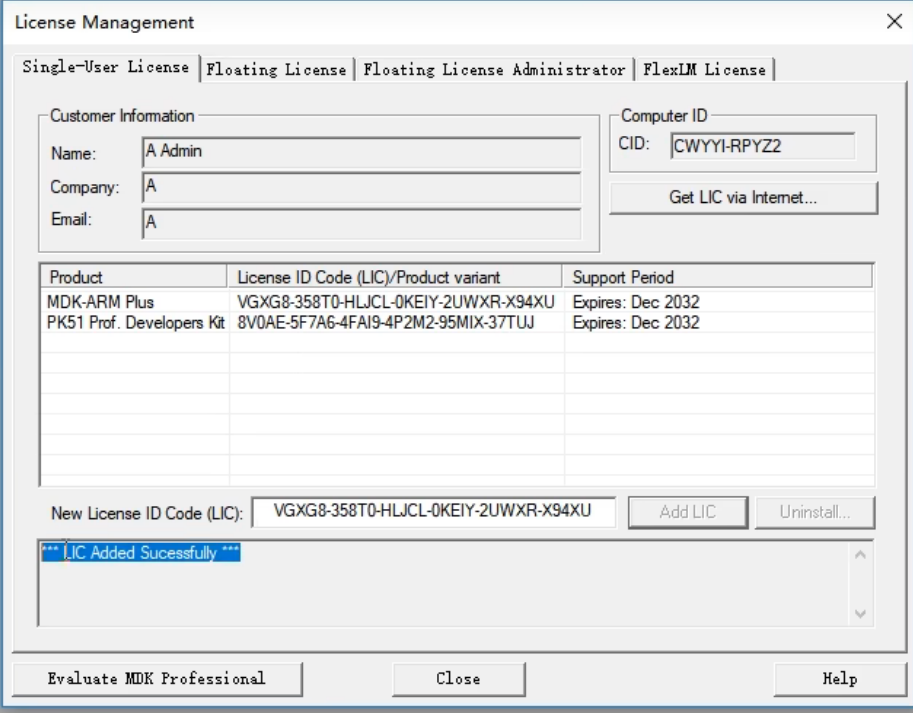 License Management
Single-User License | Floating License | Floating License Administrator | FlexLM License
Customer Information
Name: A Admin
Company: A
Email: A
Computer ID
CID: CWYYI-RPYZ2
Get LIC via Internet...
Product License ID Code (LIC)/Product variant Support Period
MDK-ARM Plus VGXG8-358T0-HLJCL-0KEIY-2UWXR-X94XU Expires: Dec 2032
PK51 Prof. Developers Kit 8V0AE-5F7A6-4FAI9-4P2M2-95MIX-37TUJ Expires: Dec 2032
New License ID Code (LIC): VGXG8-358T0-HLJCL-0KEIY-2UWXR-X94XU Add LIC Uninstall...
*** LIC Added Sucessfully ***
Evaluate MDK Professional Close Help